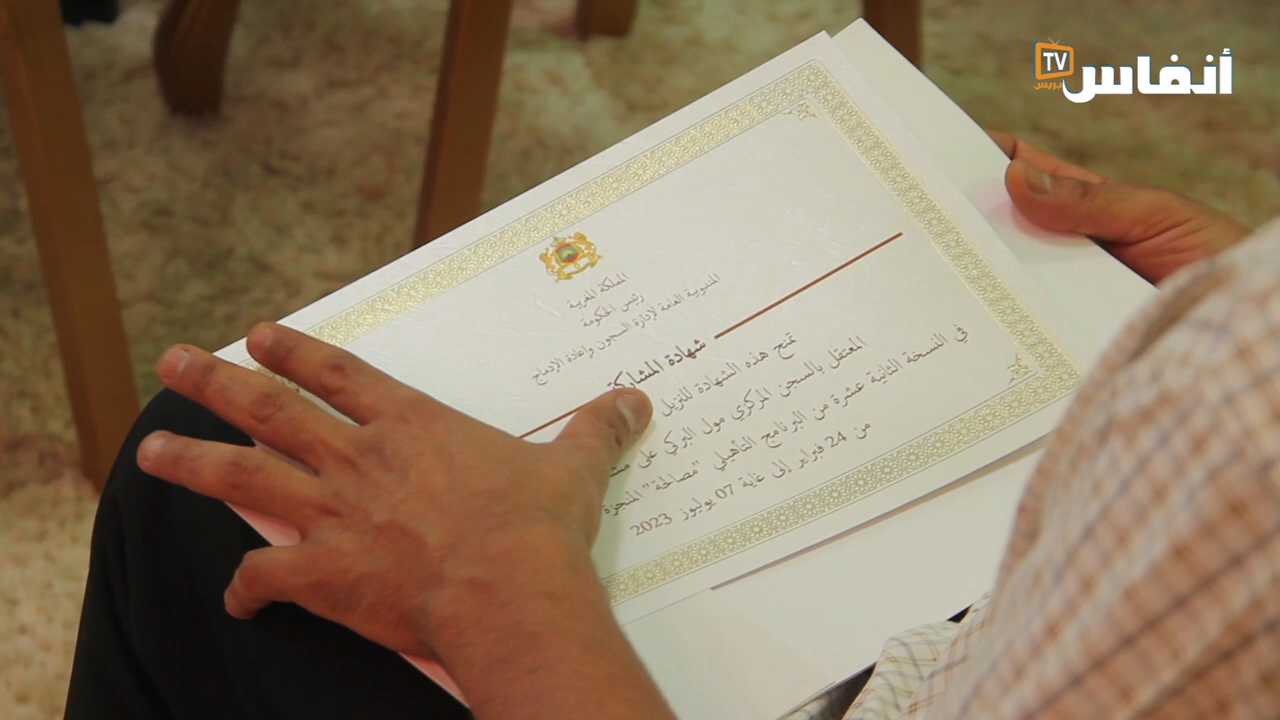 أنفاس
TV
بريس
المملكة المغربية
رئيس الحكومة
المندوبية العامة لإدارة السجون وإعادة الإدماج
شهادة المشاركة
تمنح هذه الشهادة للنزيل
المعتقل بالسجن المركزي مول البركي على
في النسخة الثانية عشرة من البرنامج التأهيلي "مصالحة" المنجزة
من 24 فبراير إلى غاية 07 يوليوز 2023